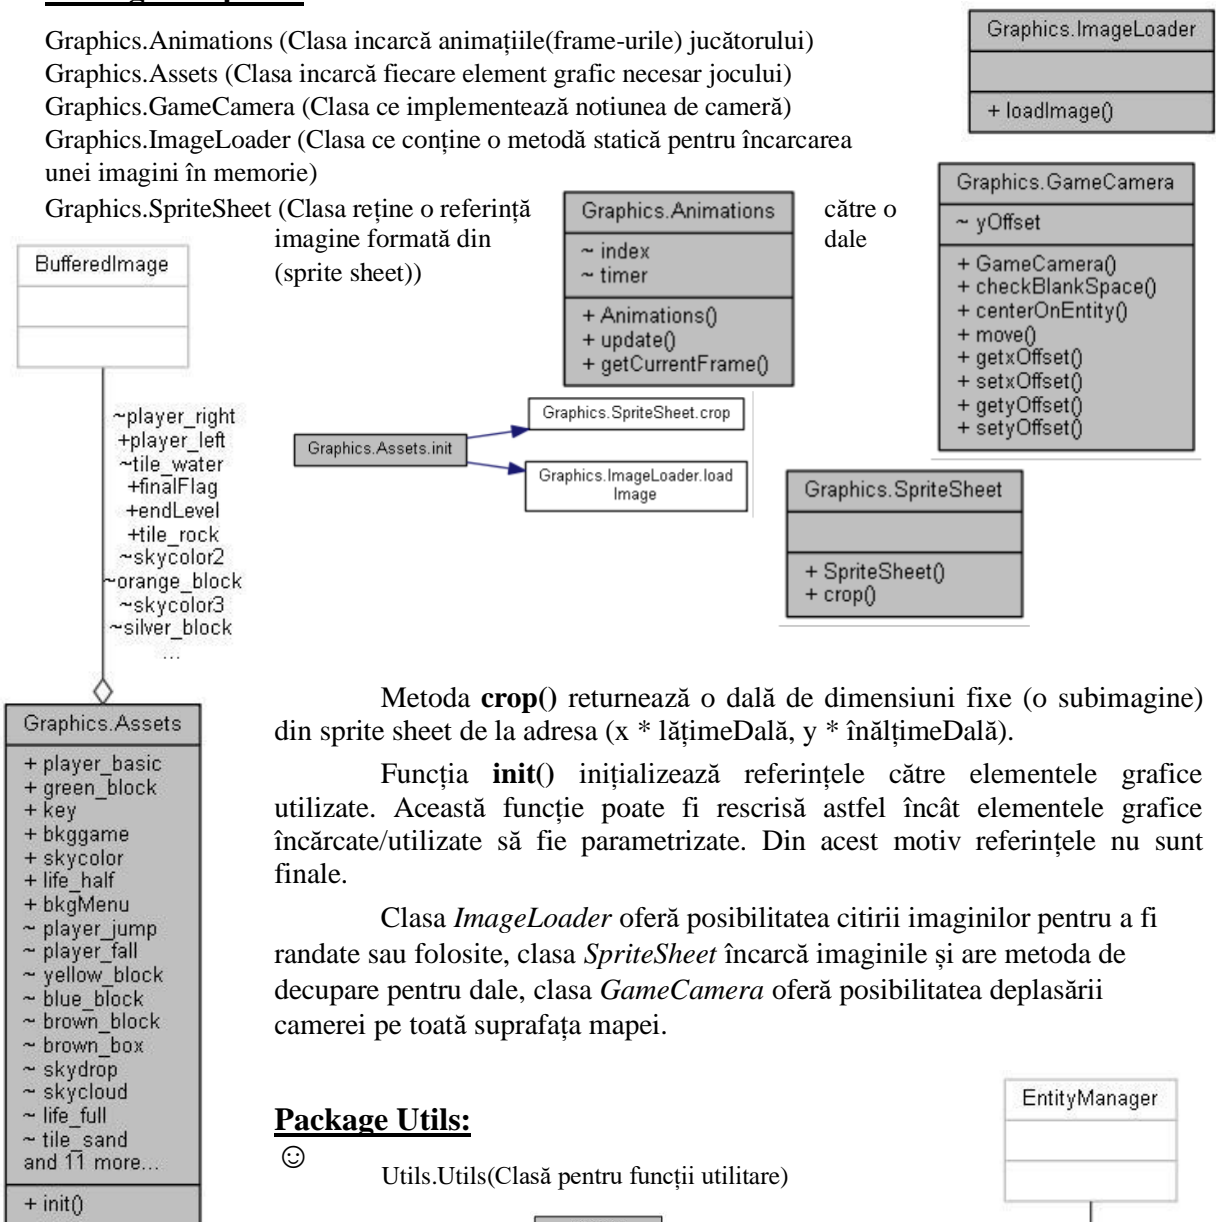 Graphics.Animations (Clasa incarcă animațiile(frame-urile) jucătorului)
Graphics.Assets (Clasa incarcă fiecare element grafic necesar jocului)
Graphics.GameCamera (Clasa ce implementează notiunea de cameră)
Graphics.ImageLoader (Clasa ce conține o metodă statică pentru încarcarea
unei imagini în memorie)
Graphics.SpriteSheet (Clasa reține o referință către o
imagine formată din dale
(sprite sheet))
Graphics.ImageLoader
+ loadImage()
Graphics.GameCamera
~ yOffset
+ GameCamera()
+ checkBlankSpace()
+ centerOnEntity()
+ move()
+ getxOffset()
+ setxOffset()
+ getyOffset()
+ setyOffset()
Graphics.Animations
~ index
~ timer
+ Animations()
+ update()
+ getCurrentFrame()
BufferedImage
~player_right
+player_left
~tile_water
+finalFlag
+endLevel
+tile_rock
~skycolor2
~orange_block
~skycolor3
~silver_block
...
Graphics.Assets.init
Graphics.SpriteSheet.crop
Graphics.ImageLoader.load
Image
Graphics.SpriteSheet
+ SpriteSheet()
+ crop()
Graphics.Assets
+ player_basic
+ green_block
+ key
+ bkggame
+ skycolor
+ life_half
+ bkgMenu
~ player_jump
~ player_fall
~ yellow_block
~ blue_block
~ brown_block
~ brown_box
~ skydrop
~ skycloud
~ life_full
~ tile_sand
and 11 more...
+ init()
Metoda crop() returnează o dală de dimensiuni fixe (o subimagine)
din sprite sheet de la adresa (x * lățimeDală, y * înălțimeDală).
Funcția init() inițializează referințele către elementele grafice
utilizate. Această funcție poate fi rescrisă astfel încât elementele grafice
încărcate/utilizate să fie parametrizate. Din acest motiv referințele nu sunt
finale.
Clasa ImageLoader oferă posibilitatea citirii imaginilor pentru a fi
randate sau folosite, clasa SpriteSheet încarcă imaginile și are metoda de
decupare pentru dale, clasa GameCamera oferă posibilitatea deplasării
camerei pe toată suprafața mapei.
Package Utils:
☺
Utils.Utils(Clasă pentru funcții utilitare)
EntityManager